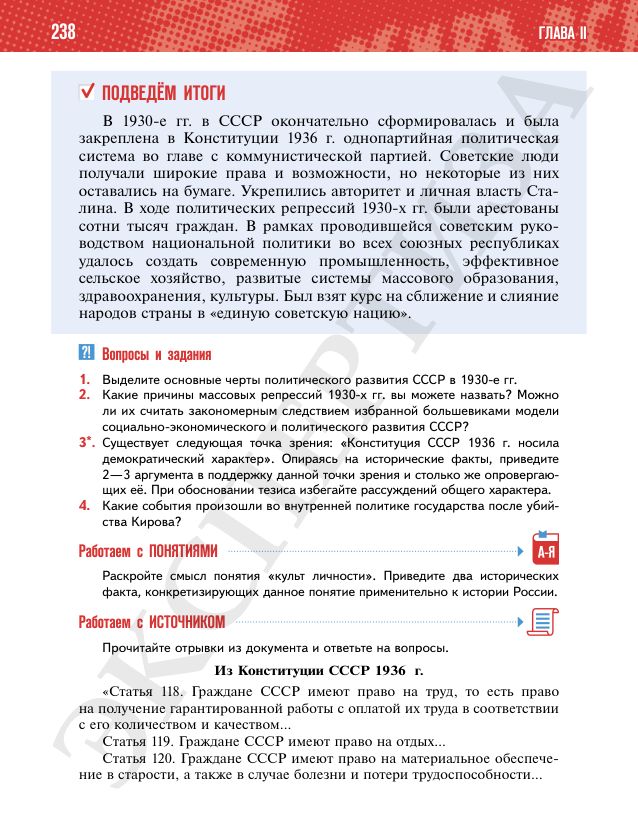 238
ГЛАВА II
ПОДВЕДЁМ ИТОГИ
В 1930-е гг. в СССР окончательно сформировалась и была
закреплена в Конституции 1936 г. однопартийная политическая
система во главе с коммунистической партией. Советские люди
получали широкие права и возможности, но некоторые из них
оставались на бумаге. Укрепились авторитет и личная власть Ста-
лина. В ходе политических репрессий 1930-х гг. были арестованы
сотни тысяч граждан. В рамках проводившейся советским руко-
водством национальной политики во всех союзных республиках
удалось создать современную промышленность, эффективное
сельское хозяйство, развитые системы массового образования,
здравоохранения, культуры. Был взят курс на сближение и слияние
народов страны в «единую советскую нацию».
?! Вопросы и задания
1. Выделите основные черты политического развития СССР в 1930-е гг.
2. Какие причины массовых репрессий 1930-х гг. вы можете назвать? Можно
ли их считать закономерным следствием избранной большевиками модели
социально-экономического и политического развития СССР?
3*. Существует следующая точка зрения: «Конституция СССР 1936 г. носила
демократический характер». Опираясь на исторические факты, приведите
2—3 аргумента в поддержку данной точки зрения и столько же опровергаю-
щих её. При обосновании тезиса избегайте рассуждений общего характера.
4. Какие события произошли во внутренней политике государства после убий-
ства Кирова?
Работаем с ПОНЯТИЯМИ
А-Я
Раскройте смысл понятия «культ личности». Приведите два исторических
факта, конкретизирующих данное понятие применительно к истории России.
Работаем с ИСТОЧНИКОМ
Прочитайте отрывки из документа и ответьте на вопросы.
Из Конституции СССР 1936 г.
«Статья 118. Граждане СССР имеют право на труд, то есть право
на получение гарантированной работы с оплатой их труда в соответствии
с его количеством и качеством...
Статья 119. Граждане СССР имеют право на отдых...
Статья 120. Граждане СССР имеют право на материальное обеспече-
ние в старости, а также в случае болезни и потери трудоспособности...
ЭКСПЕРТИЗА